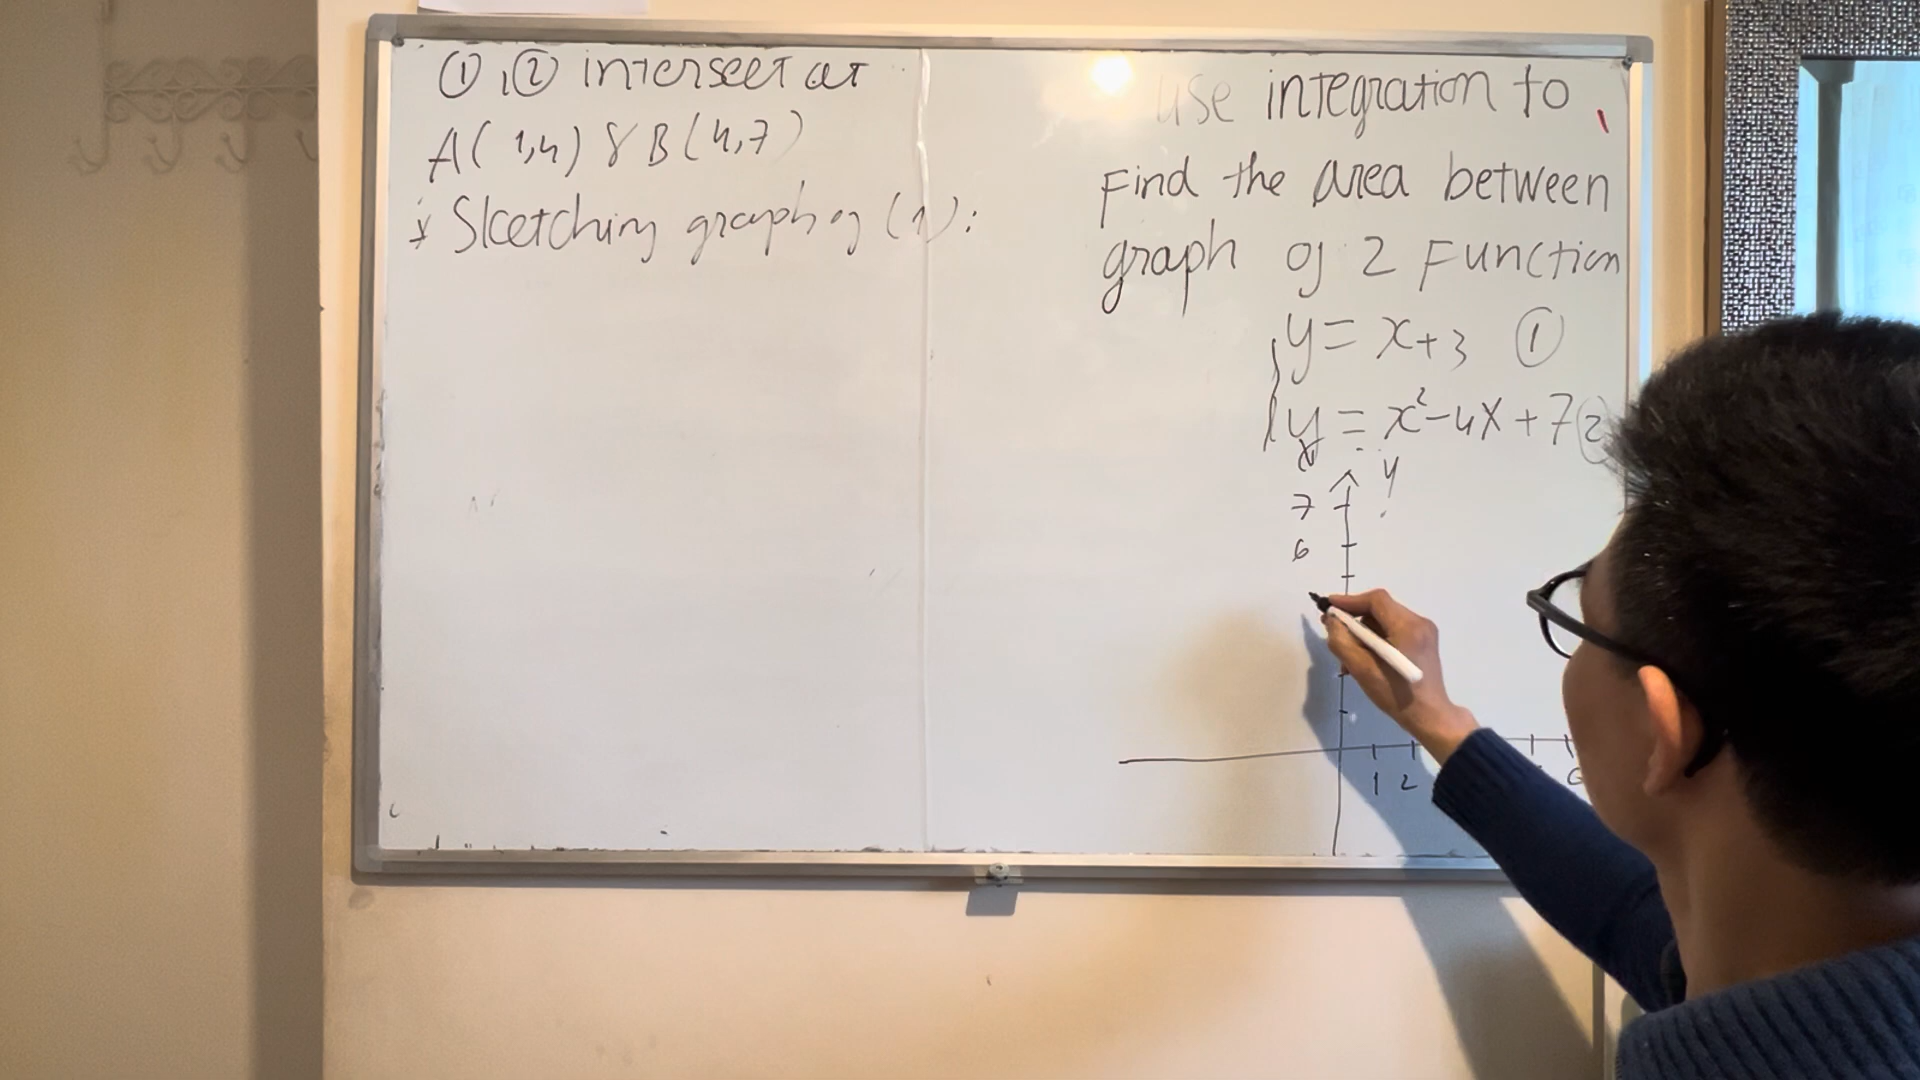 ①,② intersect at
A(1,4) & B(4,7)
* Sketching graph of (1):
use integration to
Find the area between
graph of 2 Function
y = x+3 ①
y = x²-4x+7 ②
y
7
6
1 2 6